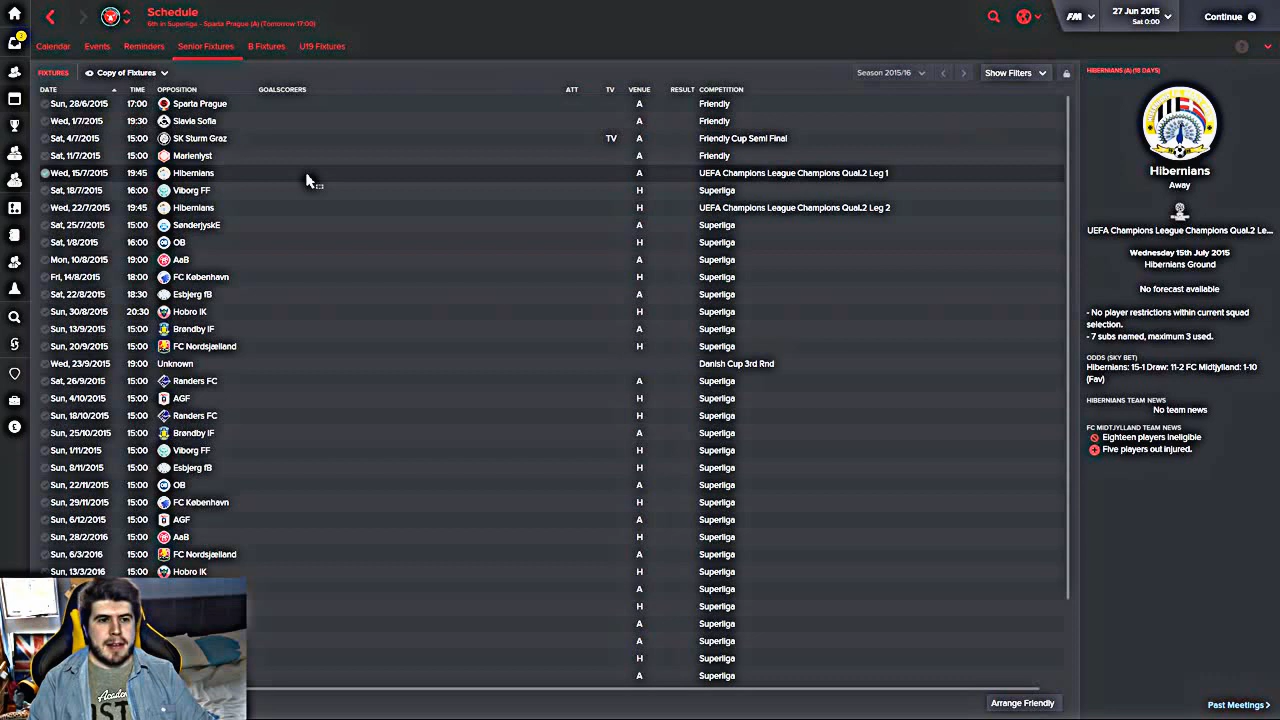 Schedule
6th in Superliga - Sparta Prague (A) (Tomorrow 17:00)
FM
27 Jun 2015
Sat 0:00
Continue
Calendar Events Reminders Senior Fixtures B Fixtures U19 Fixtures
FIXTURES Copy of Fixtures Season 2015/16 Show Filters
DATE TIME OPPOSITION GOALSCORERS ATT TV VENUE RESULT COMPETITION
Sun, 28/6/2015 17:00 Sparta Prague A Friendly
Wed, 1/7/2015 19:30 Slavia Sofia A Friendly
Sat, 4/7/2015 15:00 SK Sturm Graz TV A Friendly Cup Semi Final
Sat, 11/7/2015 15:00 Marienlyst A Friendly
Wed, 15/7/2015 19:45 Hibernians A UEFA Champions League Champions Qual.2 Leg 1
Sat, 18/7/2015 16:00 Viborg FF H Superliga
Wed, 22/7/2015 19:45 Hibernians H UEFA Champions League Champions Qual.2 Leg 2
Sat, 25/7/2015 15:00 SønderjyskE A Superliga
Sat, 1/8/2015 16:00 OB H Superliga
Mon, 10/8/2015 19:00 AaB A Superliga
Fri, 14/8/2015 18:00 FC København H Superliga
Sat, 22/8/2015 18:30 Esbjerg fB A Superliga
Sun, 30/8/2015 20:30 Hobro IK H Superliga
Sun, 13/9/2015 15:00 Brøndby IF A Superliga
Sun, 20/9/2015 15:00 FC Nordsjælland H Superliga
Wed, 23/9/2015 19:00 Unknown Danish Cup 3rd Rnd
Sat, 26/9/2015 15:00 Randers FC A Superliga
Sun, 4/10/2015 15:00 AGF H Superliga
Sun, 18/10/2015 15:00 Randers FC H Superliga
Sun, 25/10/2015 15:00 Brøndby IF A Superliga
Sun, 1/11/2015 15:00 Viborg FF A Superliga
Sun, 8/11/2015 15:00 Esbjerg fB H Superliga
Sun, 22/11/2015 15:00 OB A Superliga
Sun, 29/11/2015 15:00 FC København H Superliga
Sun, 6/12/2015 15:00 AGF A Superliga
Sun, 28/2/2016 15:00 AaB H Superliga
Sun, 6/3/2016 15:00 FC Nordsjælland A Superliga
Sun, 13/3/2016 15:00 Hobro IK H Superliga
A Superliga
H Superliga
A Superliga
A Superliga
H Superliga
A Superliga
Arrange Friendly
HIBERNIANS (A) (18 DAYS)
Hibernians
Away
UEFA Champions League Champions Qual.2 Le...
Wednesday 15th July 2015
Hibernians Ground
No forecast available
- No player restrictions within current squad
selection.
- 7 subs named, maximum 3 used.
ODDS (SKY BET)
Hibernians: 15-1 Draw: 11-2 FC Midtjylland: 1-10
(Fav)
HIBERNIANS TEAM NEWS
No team news
FC MIDTJYLLAND TEAM NEWS
Eighteen players ineligible
Five players out injured.
Past Meetings >